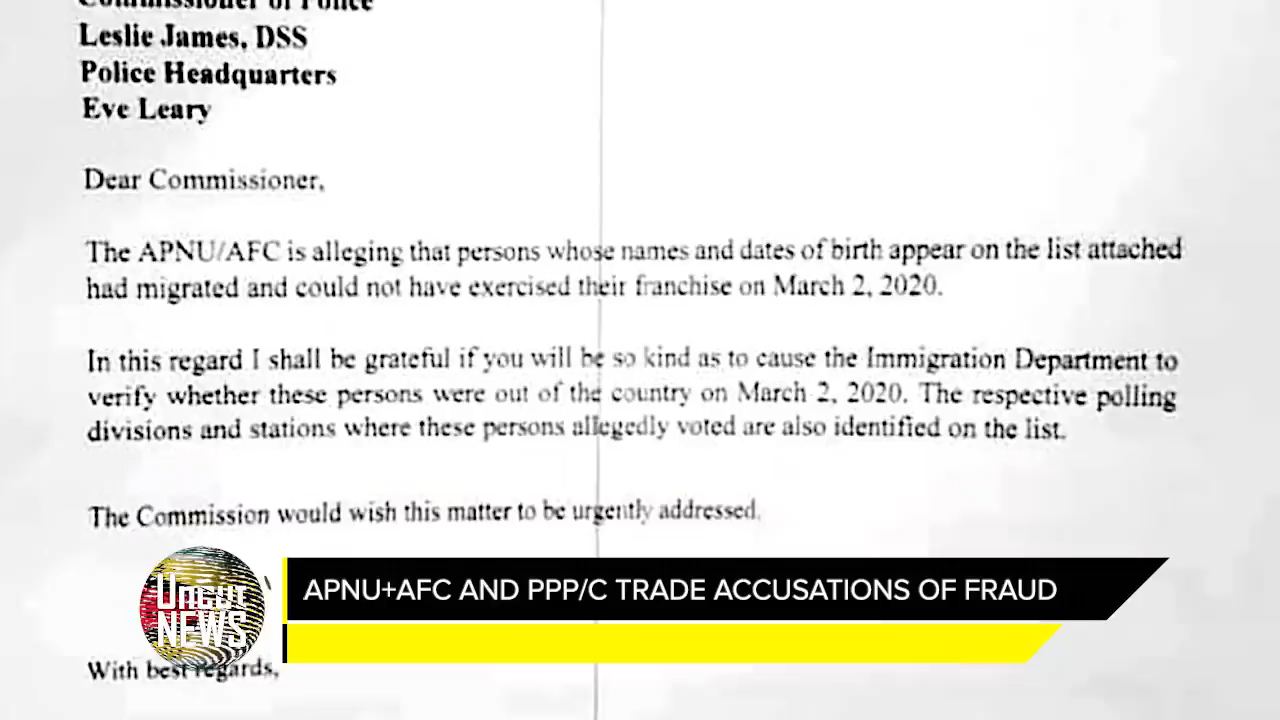 Commissioner of Police
Leslie James, DSS
Police Headquarters
Eve Leary
Dear Commissioner,
The APNU/AFC is alleging that persons whose names and dates of birth appear on the list attached
had migrated and could not have exercised their franchise on March 2, 2020.
In this regard I shall be grateful if you will be so kind as to cause the Immigration Department to
verify whether these persons were out of the country on March 2, 2020. The respective polling
divisions and stations where these persons allegedly voted are also identified on the list.
The Commission would wish this matter to be urgently addressed.
Uncut
NEWS
APNU+AFC AND PPP/C TRADE ACCUSATIONS OF FRAUD
With best regards,